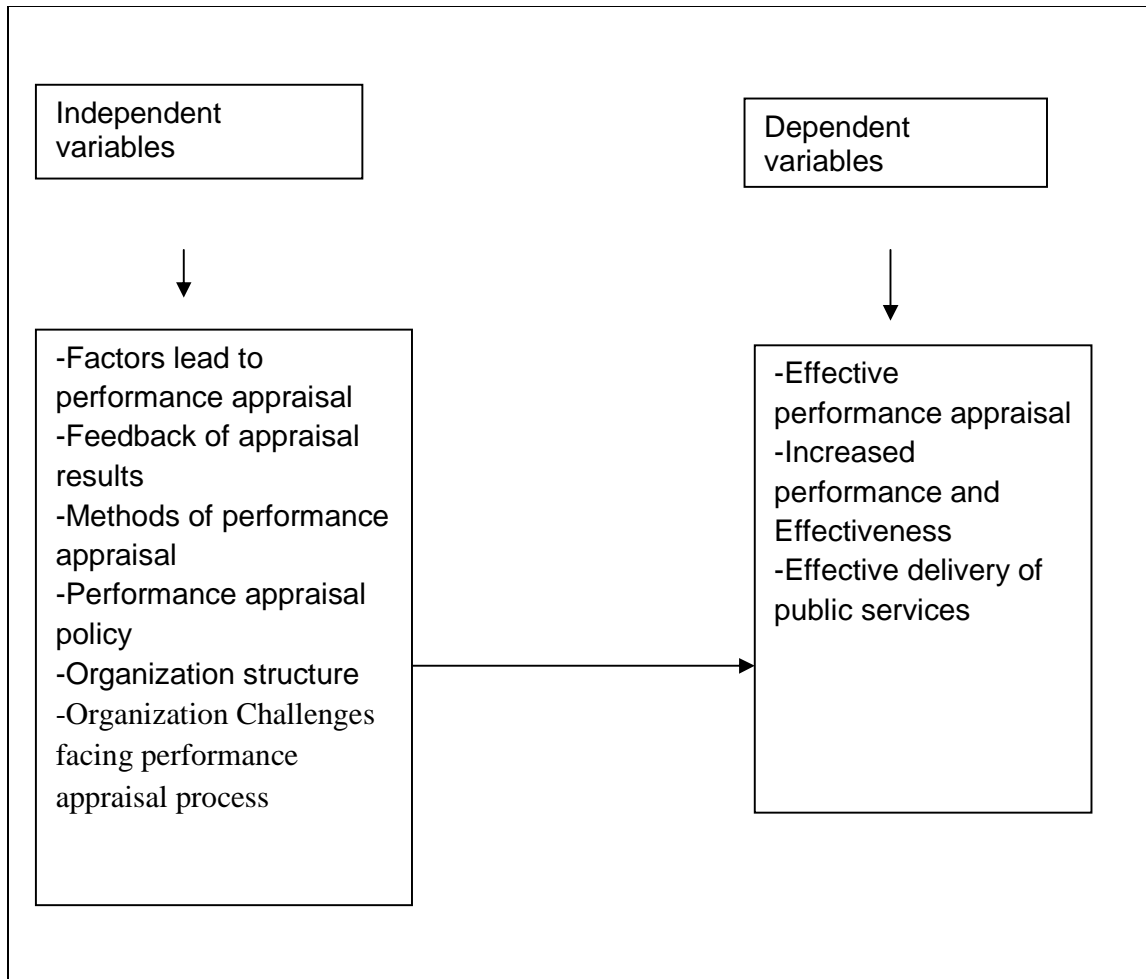 Independent
variables
Dependent
variables
-Factors lead to
performance appraisal
-Feedback of appraisal
results
-Methods of performance
appraisal
-Performance appraisal
policy
-Organization structure
-Organization Challenges
facing performance
appraisal process
-Effective
performance appraisal
-Increased
performance and
Effectiveness
-Effective delivery of
public services